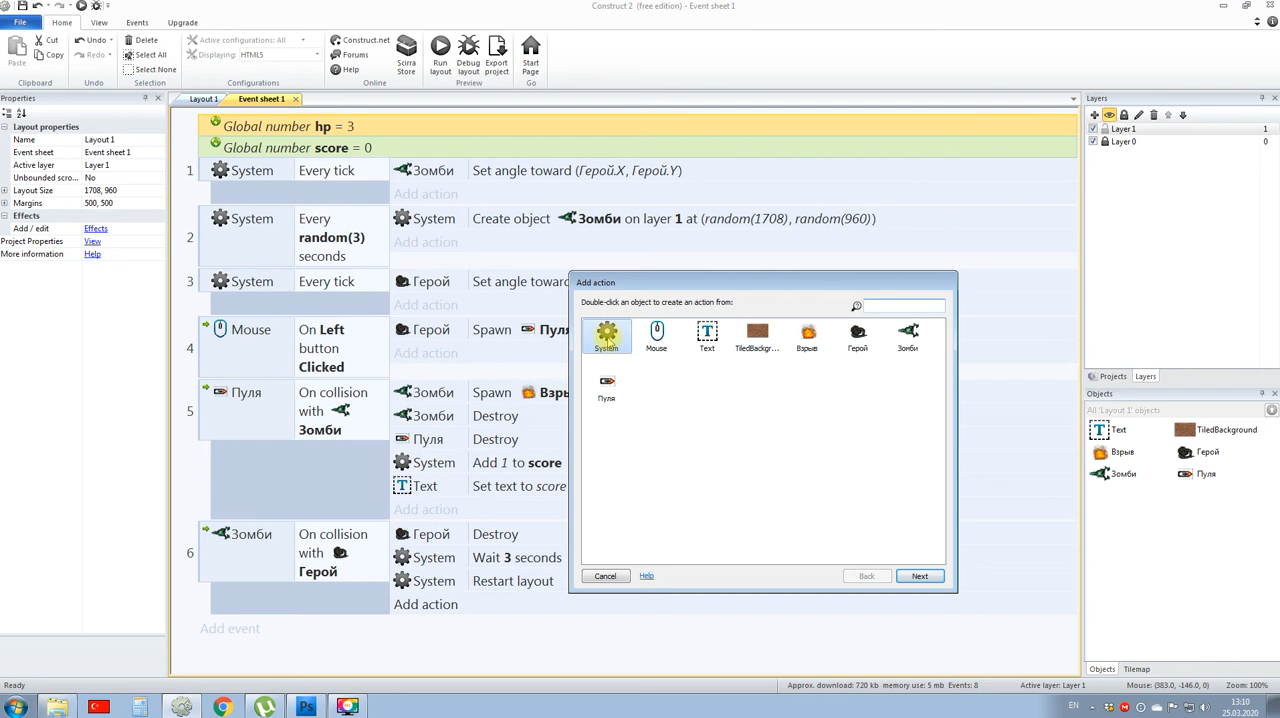 Construct 2 (free edition) - Event sheet 1
File Home View Events Upgrade
Cut Undo Delete Active configurations: All Construct.net
Copy Redo Select All Displaying: HTML5 Forums
Paste Select None Help Scirra Store Run layout Debug layout Export project Start Page
Clipboard Undo Selection Configurations Online Preview Go
Properties
Layout 1 Event sheet 1
Layers
Layout properties
Name Layout 1
Event sheet Event sheet 1
Active layer Layer 1
Unbounded scro... No
Layout Size 1708, 960
Margins 500, 500
Effects
Add / edit Effects
Project Properties View
More information Help
Global number hp = 3
Global number score = 0
1 System Every tick Зомби Set angle toward (Герой.X, Герой.Y)
Add action
2 System Every random(3) seconds System Create object Зомби on layer 1 at (random(1708), random(960))
Add action
3 System Every tick Герой Set angle toward
Add action
4 Mouse On Left button Clicked Герой Spawn Пуля
Add action
5 Пуля On collision with Зомби Зомби Spawn Взры
Зомби Destroy
Пуля Destroy
System Add 1 to score
T Text Set text to score
Add action
6 Зомби On collision with Герой Герой Destroy
System Wait 3 seconds
System Restart layout
Add action
Add event
Add action
Double-click an object to create an action from:
System Mouse Text TiledBackgr... Взрыв Герой Зомби
Пуля
Cancel Help Back Next
Layer 1 1
Layer 0 0
Projects Layers
Objects
All 'Layout 1' objects
T Text TiledBackground
Взрыв Герой
Зомби Пуля
Objects Tilemap
Ready Approx. download: 720 kb memory use: 5 mb Events: 8 Active layer: Layer 1 Mouse: (383.0, -146.0, 0) Zoom: 100%
Ps EN 13:10
25.03.2020